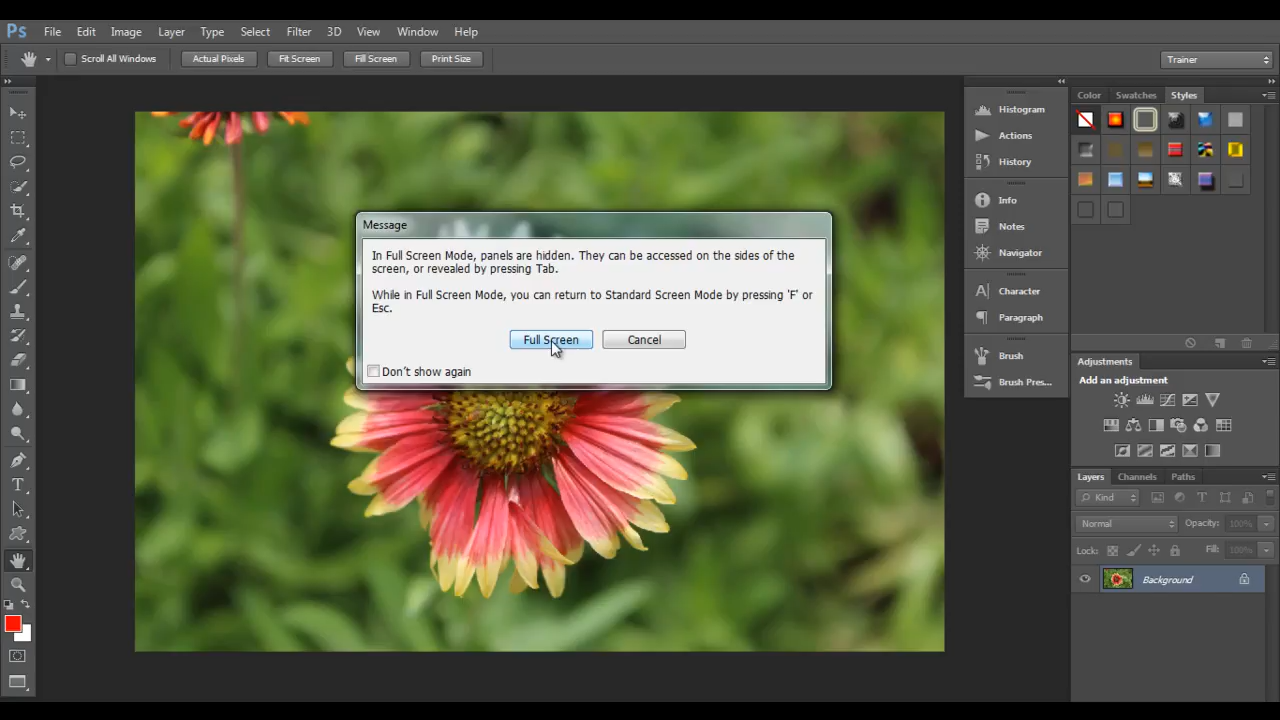 Ps File Edit Image Layer Type Select Filter 3D View Window Help
Scroll All Windows Actual Pixels Fit Screen Fill Screen Print Size Trainer
Color Swatches Styles
Histogram
Actions
History
Info
Notes
Navigator
Character
Paragraph
Brush
Brush Pres...
Message
In Full Screen Mode, panels are hidden. They can be accessed on the sides of the
screen, or revealed by pressing Tab.
While in Full Screen Mode, you can return to Standard Screen Mode by pressing 'F' or
Esc.
Full Screen Cancel
Don't show again
Adjustments
Add an adjustment
Layers Channels Paths
Kind
Normal Opacity: 100%
Lock: Fill: 100%
Background